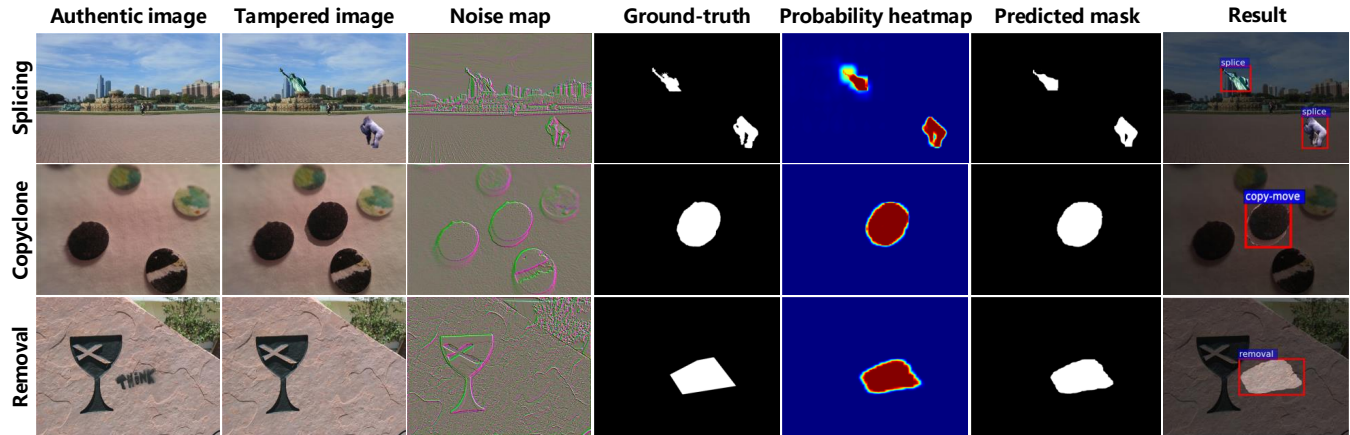 Authentic image Tampered image Noise map Ground-truth Probability heatmap Predicted mask Result
Splicing
splice
splice
Copyclone
copy-move
Removal
THINK
removal